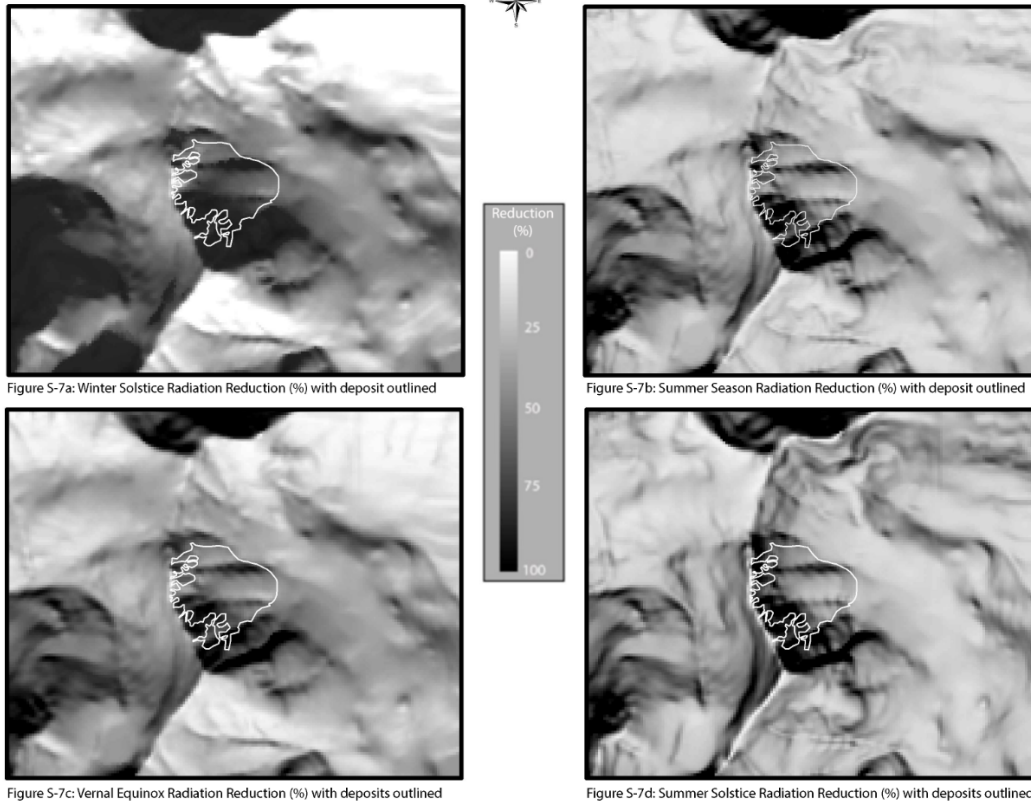 Figure S-7a: Winter Solstice Radiation Reduction (%) with deposit outlined
Figure S-7b: Summer Season Radiation Reduction (%) with deposit outlined
Reduction
(%)
0
25
50
75
100
Figure S-7c: Vernal Equinox Radiation Reduction (%) with deposits outlined
Figure S-7d: Summer Solstice Radiation Reduction (%) with deposits outlined